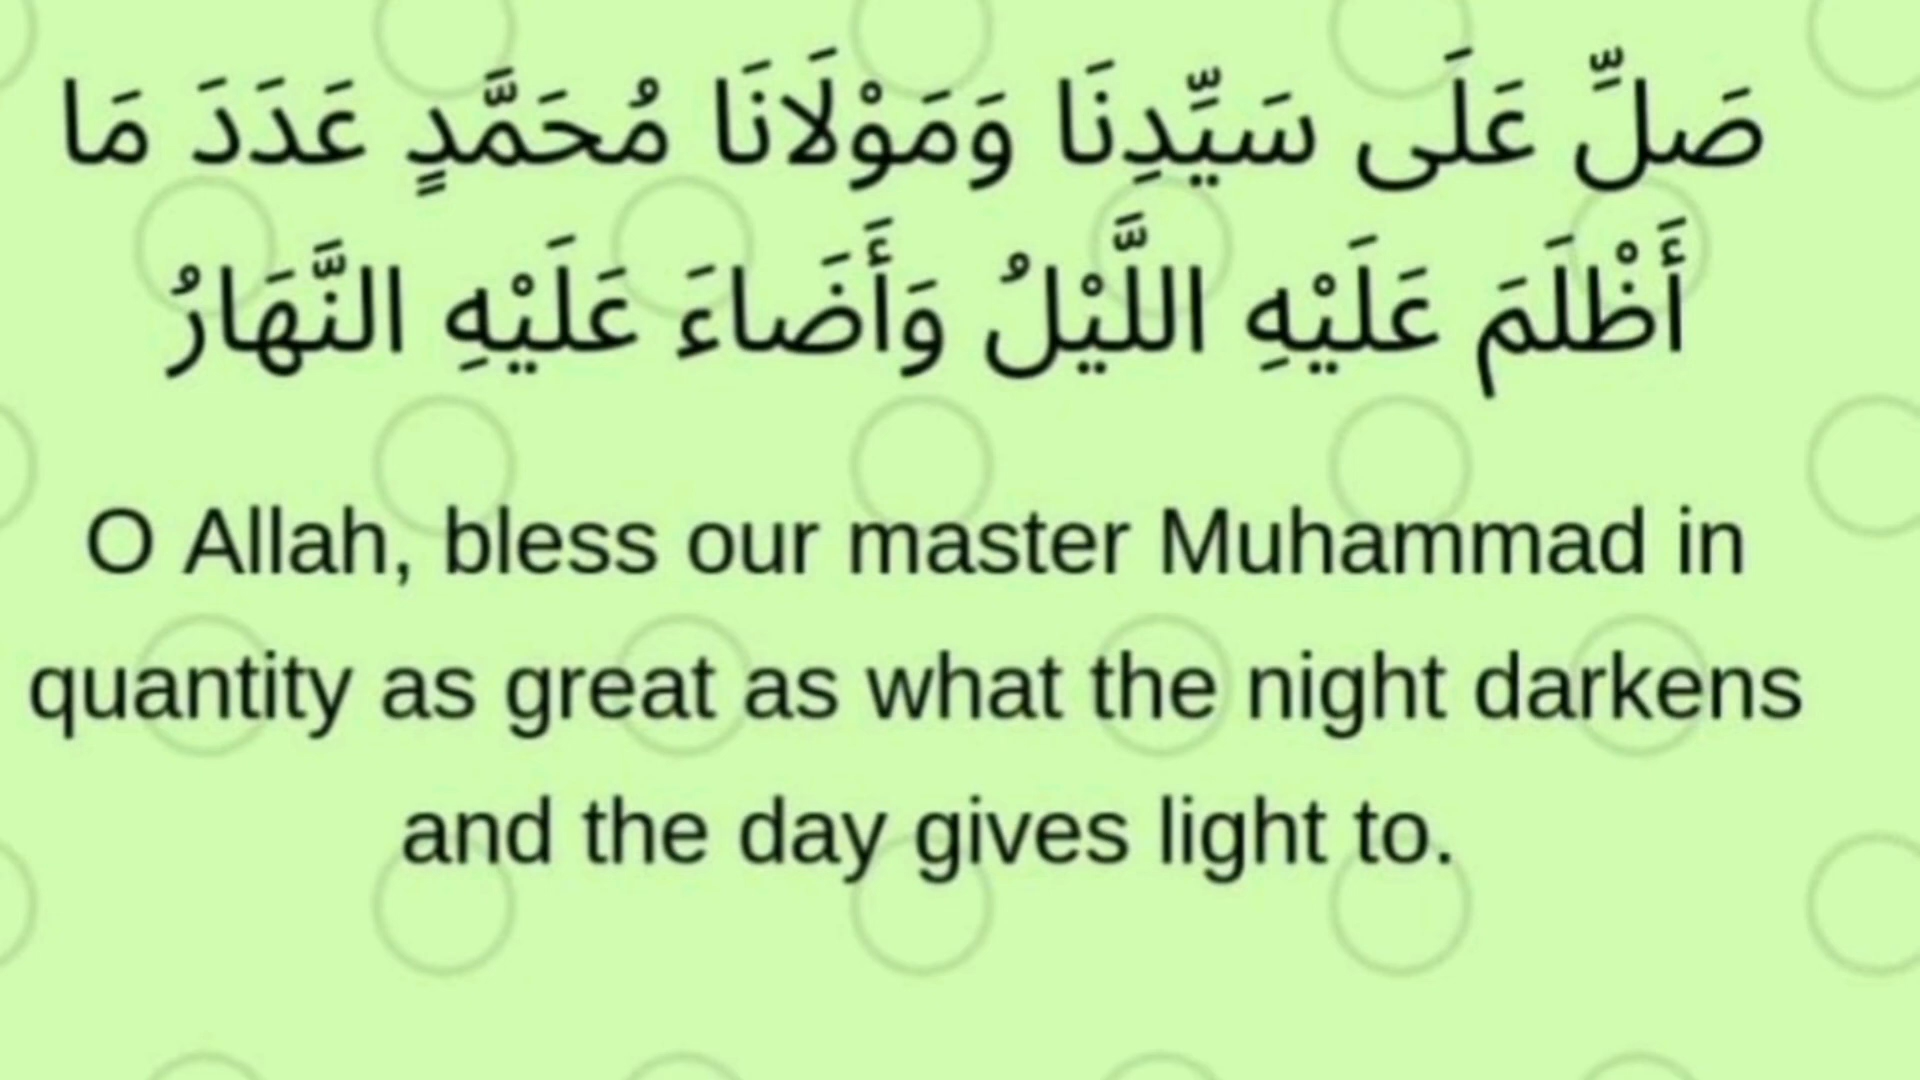 صَلِّ عَلَى سَيِّدِنَا وَمَوْلَانَا مُحَمَّدٍ عَدَدَ مَا
أَظْلَمَ عَلَيْهِ اللَّيْلُ وَأَضَاءَ عَلَيْهِ النَّهَارُ
O Allah, bless our master Muhammad in
quantity as great as what the night darkens
and the day gives light to.